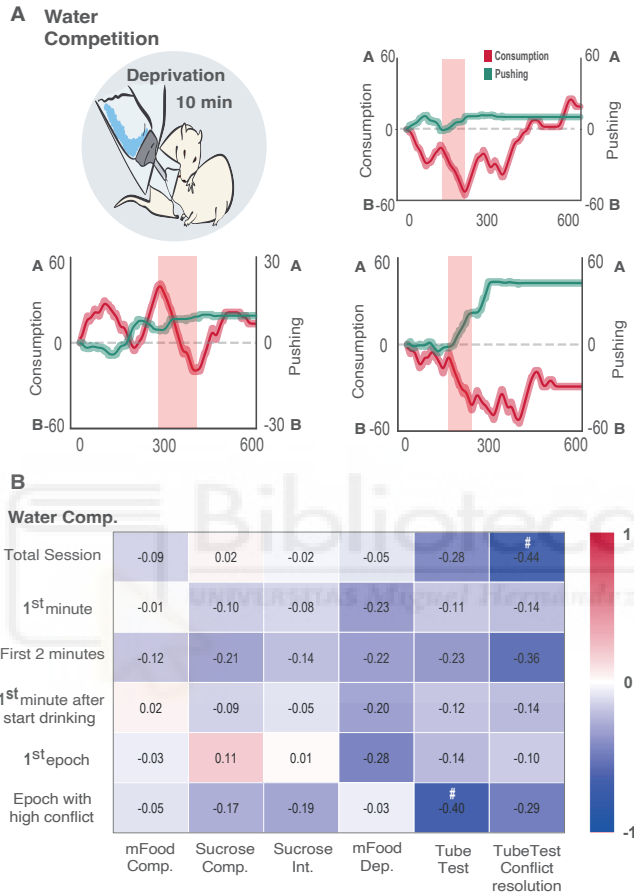 A Water
Competition
Deprivation
10 min
A 60
Consumption
B-60
0 300 600
Consumption
Pushing
60 A
0
-60 B
Pushing
A 60
0
B-60
Consumption
0 300 600
30 A
0
-30 B
Pushing
A 60
0
B-60
Consumption
0 300 600
60 A
0
-60 B
Pushing
B
Biblioteca
UNIVERSITAS Miguel Hernández
Water Comp.
Total Session -0.09 0.02 -0.02 -0.05 -0.28 #-0.44
1st minute -0.01 -0.10 -0.08 -0.23 -0.11 -0.14
First 2 minutes -0.12 -0.21 -0.14 -0.22 -0.23 -0.36
1st minute after
start drinking 0.02 -0.09 -0.05 -0.20 -0.12 -0.14
1st epoch -0.03 0.11 0.01 -0.28 -0.14 -0.10
Epoch with
high conflict -0.05 -0.17 -0.19 -0.03 #-0.40 -0.29
mFood
Comp.
Sucrose
Comp.
Sucrose
Int.
mFood
Dep.
Tube
Test
TubeTest
Conflict
resolution
1
0
-1